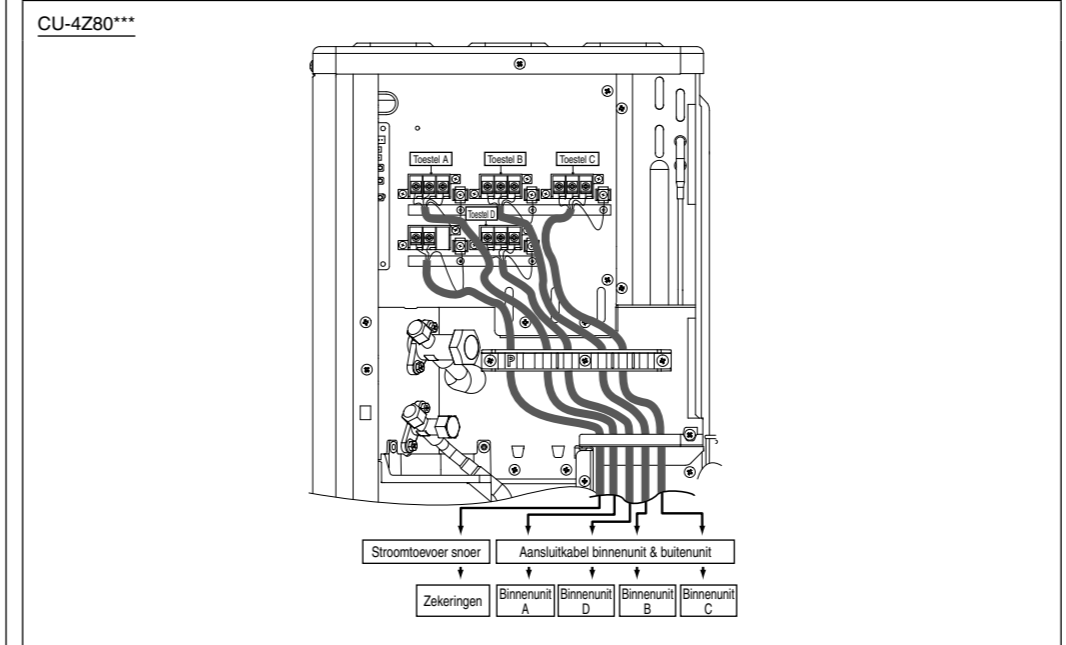 CU-4Z80***
Toestel A
Toestel B
Toestel C
Toestel D
P
Stroomtoevoer snoer
Aansluitkabel binnenunit & buitenunit
Zekeringen
Binnenunit
A
Binnenunit
D
Binnenunit
B
Binnenunit
C